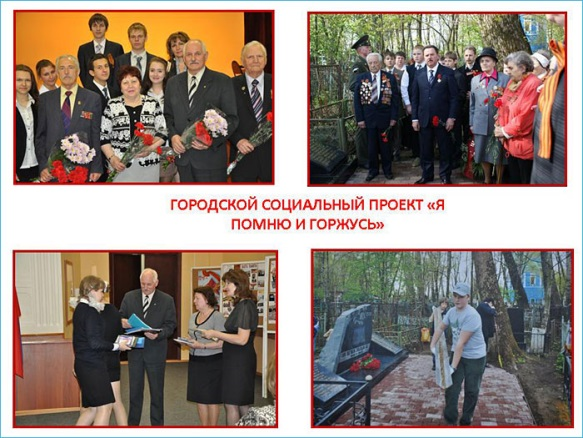 ГОРОДСКОЙ СОЦИАЛЬНЫЙ ПРОЕКТ «Я
ПОМНЮ И ГОРЖУСЬ»